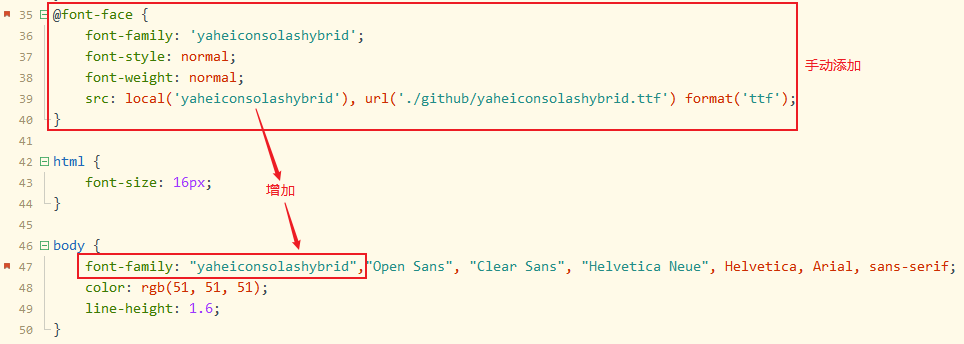 35 @font-face {
36 font-family: 'yaheiconsolashybrid';
37 font-style: normal;
38 font-weight: normal;
39 src: local('yaheiconsolashybrid'), url('./github/yaheiconsolashybrid.ttf') format('ttf');
手动添加
40 }
41
42 html {
43 font-size: 16px;
增加
44 }
45
46 body {
47 font-family: "yaheiconsolashybrid","Open Sans", "Clear Sans", "Helvetica Neue", Helvetica, Arial, sans-serif;
48 color: rgb(51, 51, 51);
49 line-height: 1.6;
50 }